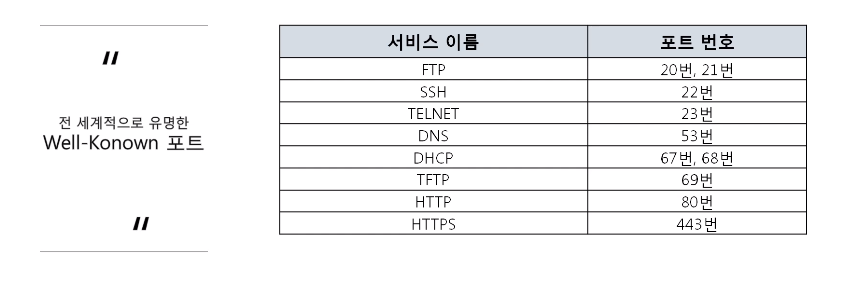 〃
전 세계적으로 유명한
Well-Konown 포트
〃
서비스 이름 포트 번호
FTP 20번, 21번
SSH 22번
TELNET 23번
DNS 53번
DHCP 67번, 68번
TFTP 69번
HTTP 80번
HTTPS 443번